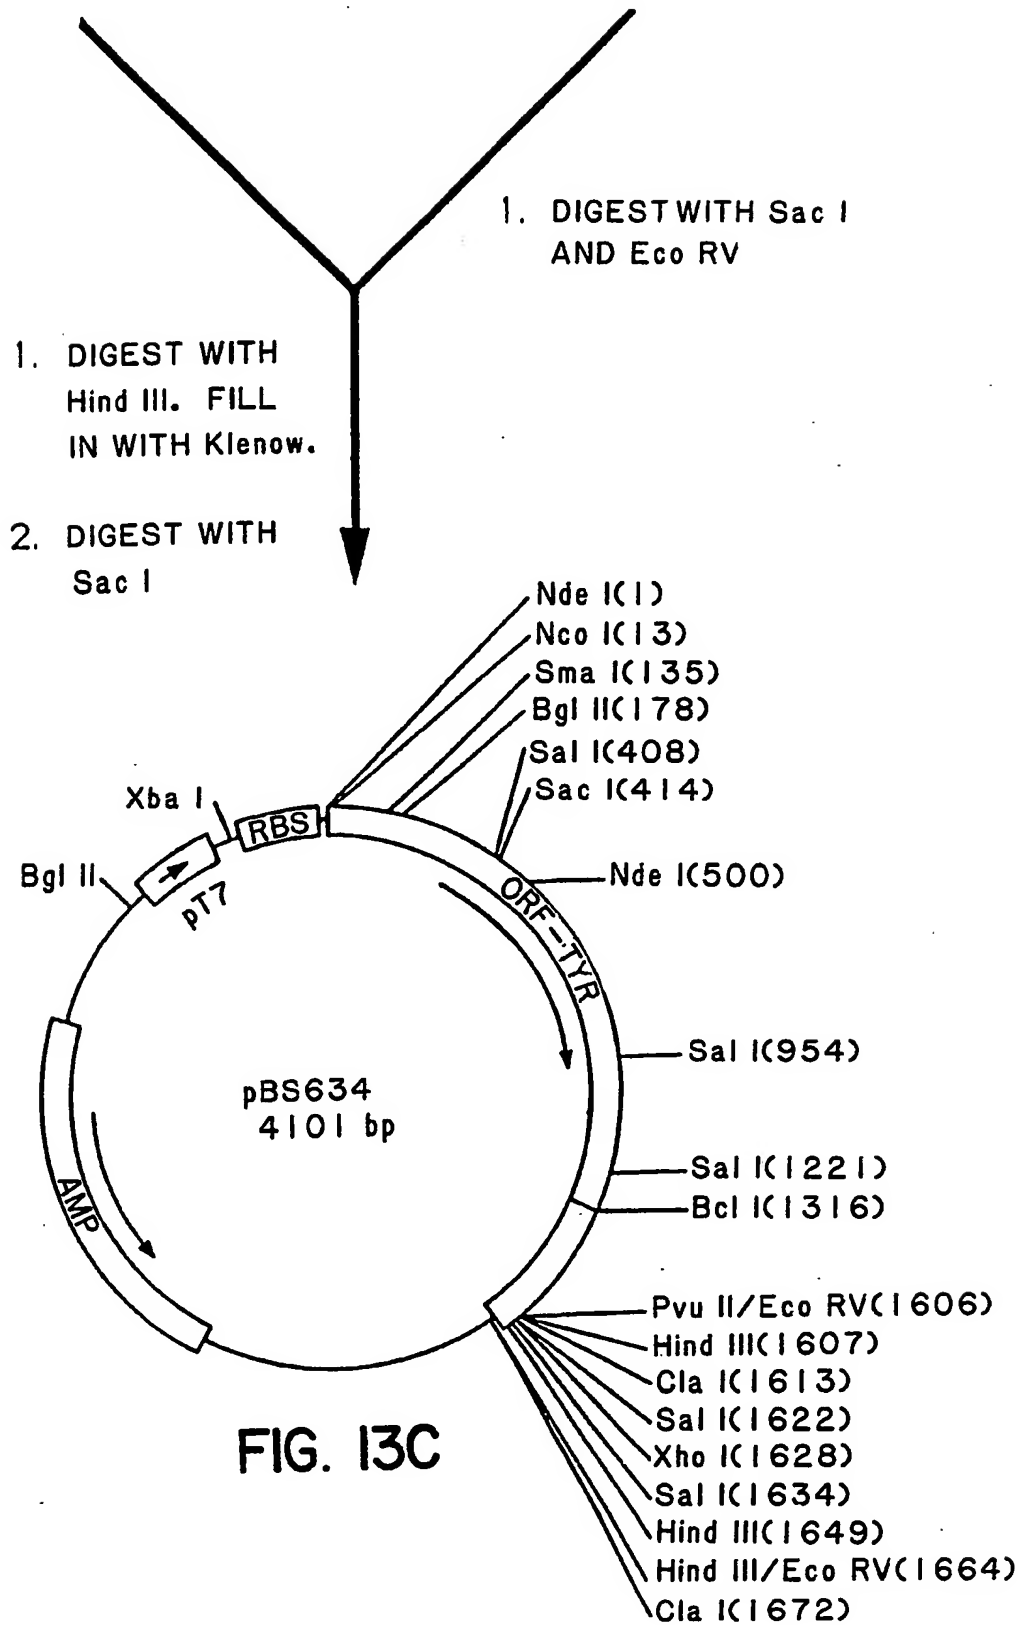 1. DIGEST WITH Sac I
AND Eco RV
1. DIGEST WITH
Hind III. FILL
IN WITH Klenow.
2. DIGEST WITH
Sac I
Nde I(1)
Nco I(13)
Sma I(135)
Bgl II(178)
Sal I(408)
Sac I(414)
Xba I
RBS
Bgl II
pT7
Nde I(500)
ORF-TYR
Sal I(954)
pBS634
4101 bp
Sal I(1221)
Bcl I(1316)
AMP
Pvu II/Eco RV(1606)
Hind III(1607)
Cla I(1613)
Sal I(1622)
Xho I(1628)
Sal I(1634)
Hind III(1649)
Hind III/Eco RV(1664)
Cla I(1672)
FIG. 13C